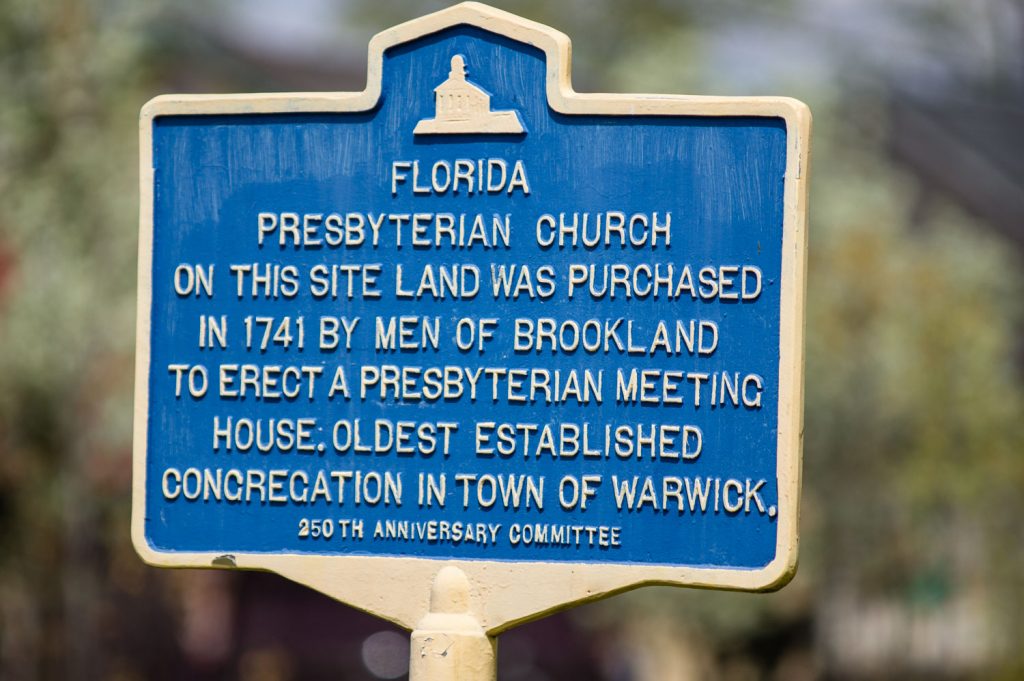 FLORIDA
PRESBYTERIAN CHURCH
ON THIS SITE LAND WAS PURCHASED
IN 1741 BY MEN OF BROOKLAND
TO ERECT A PRESBYTERIAN MEETING
HOUSE. OLDEST ESTABLISHED
CONGREGATION IN TOWN OF WARWICK.
250TH ANNIVERSARY COMMITTEE